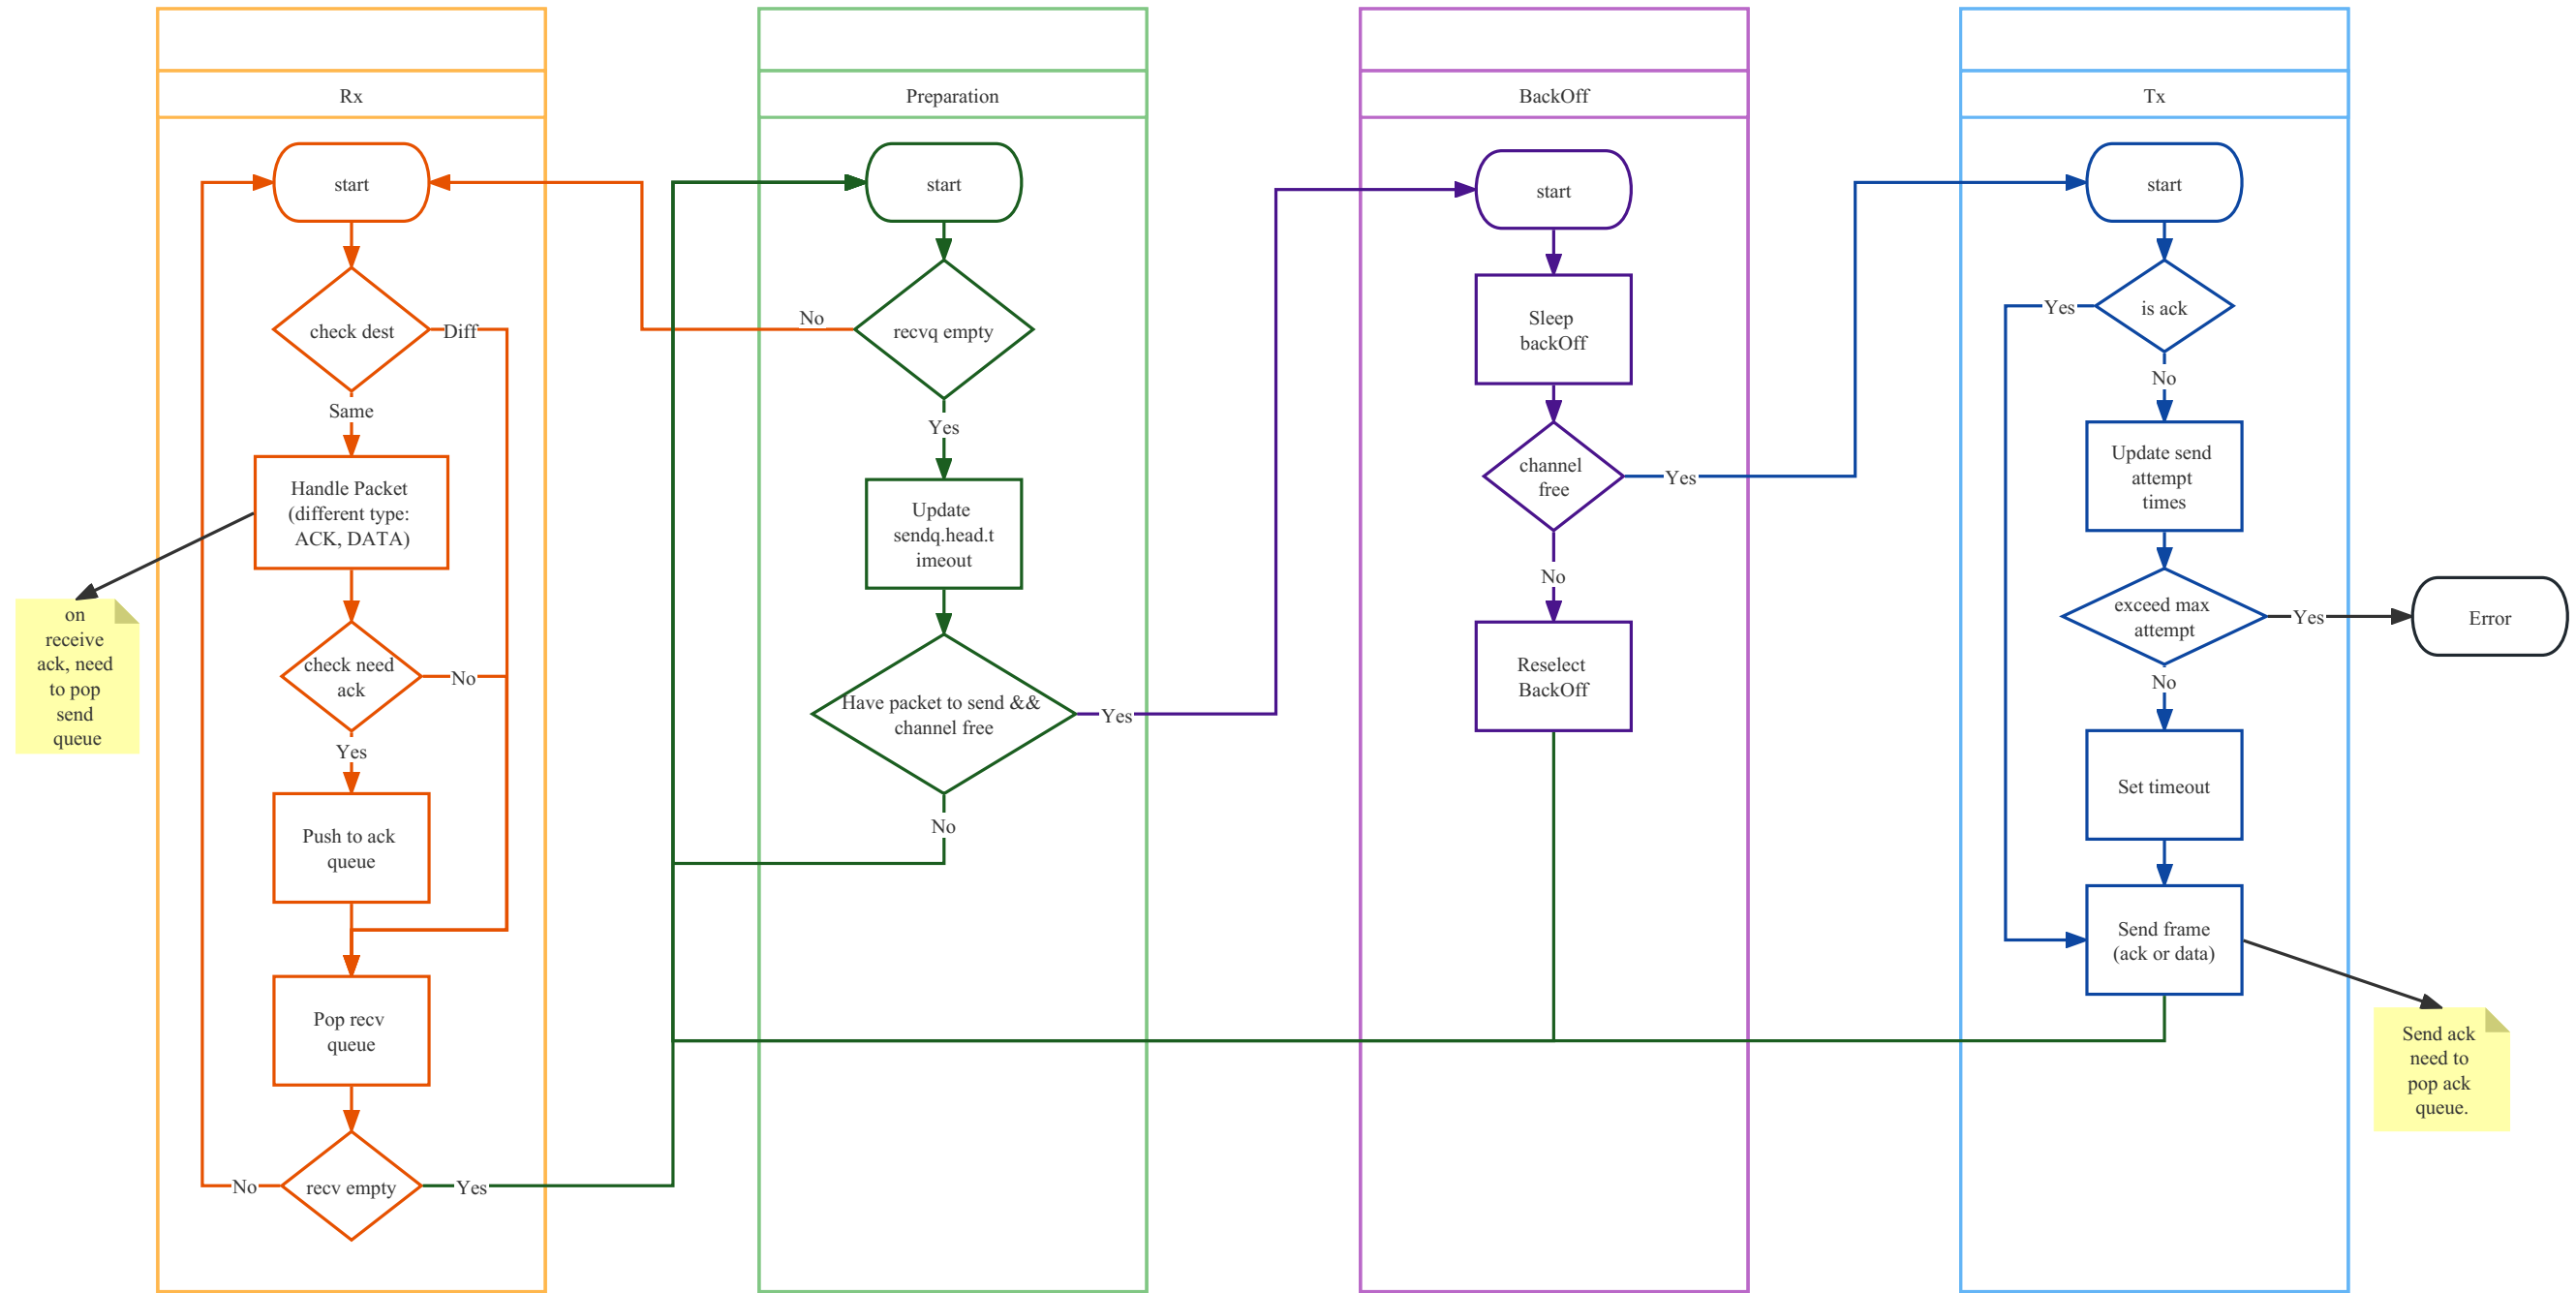 Rx
start
check dest
Diff
Same
Handle Packet
(different type:
ACK, DATA)
on
receive
ack, need
to pop
send
queue
check need
ack
No
Yes
Push to ack
queue
Pop recv
queue
recv empty
No
Yes
Preparation
start
No
recvq empty
Yes
Update
sendq.head.t
imeout
Have packet to send &&
channel free
Yes
No
BackOff
start
Sleep
backOff
channel
free
Yes
No
Reselect
BackOff
Tx
start
Yes
is ack
No
Update send
attempt
times
exceed max
attempt
Yes
Error
No
Set timeout
Send frame
(ack or data)
Send ack
need to
pop ack
queue.